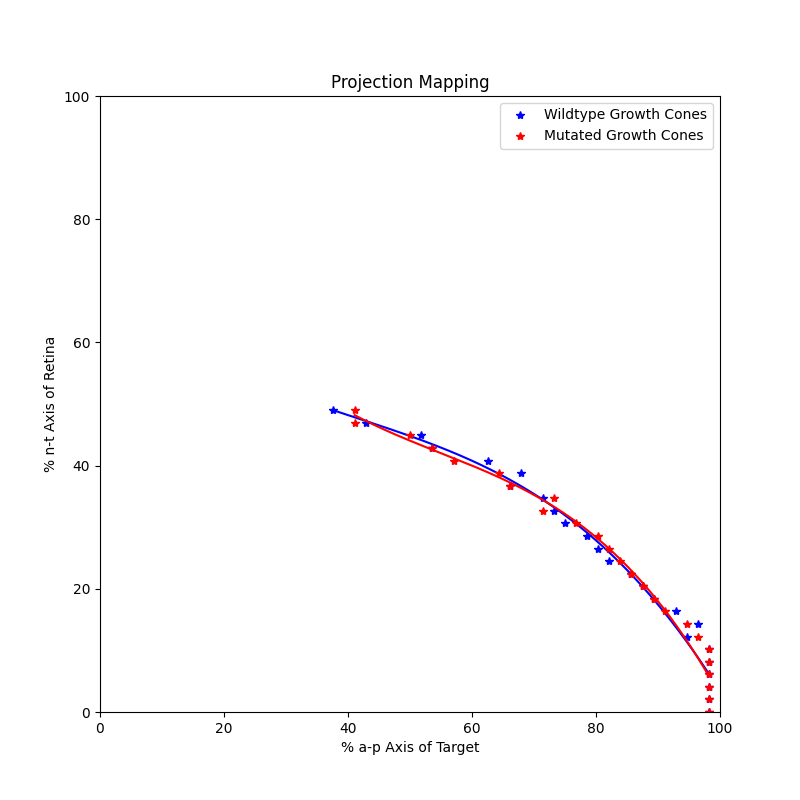 Projection Mapping
Wildtype Growth Cones
Mutated Growth Cones
100
80
60
40
20
0
% n-t Axis of Retina
0 20 40 60 80 100
% a-p Axis of Target